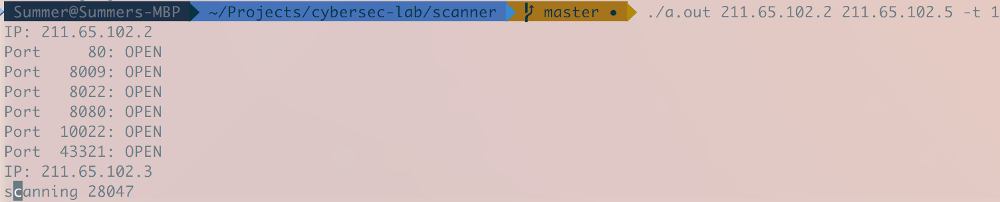 Summer@Summers-MBP ~/Projects/cybersec-lab/scanner master • ./a.out 211.65.102.2 211.65.102.5 -t 1
IP: 211.65.102.2
Port     80: OPEN
Port   8009: OPEN
Port   8022: OPEN
Port   8080: OPEN
Port  10022: OPEN
Port  43321: OPEN
IP: 211.65.102.3
scanning 28047